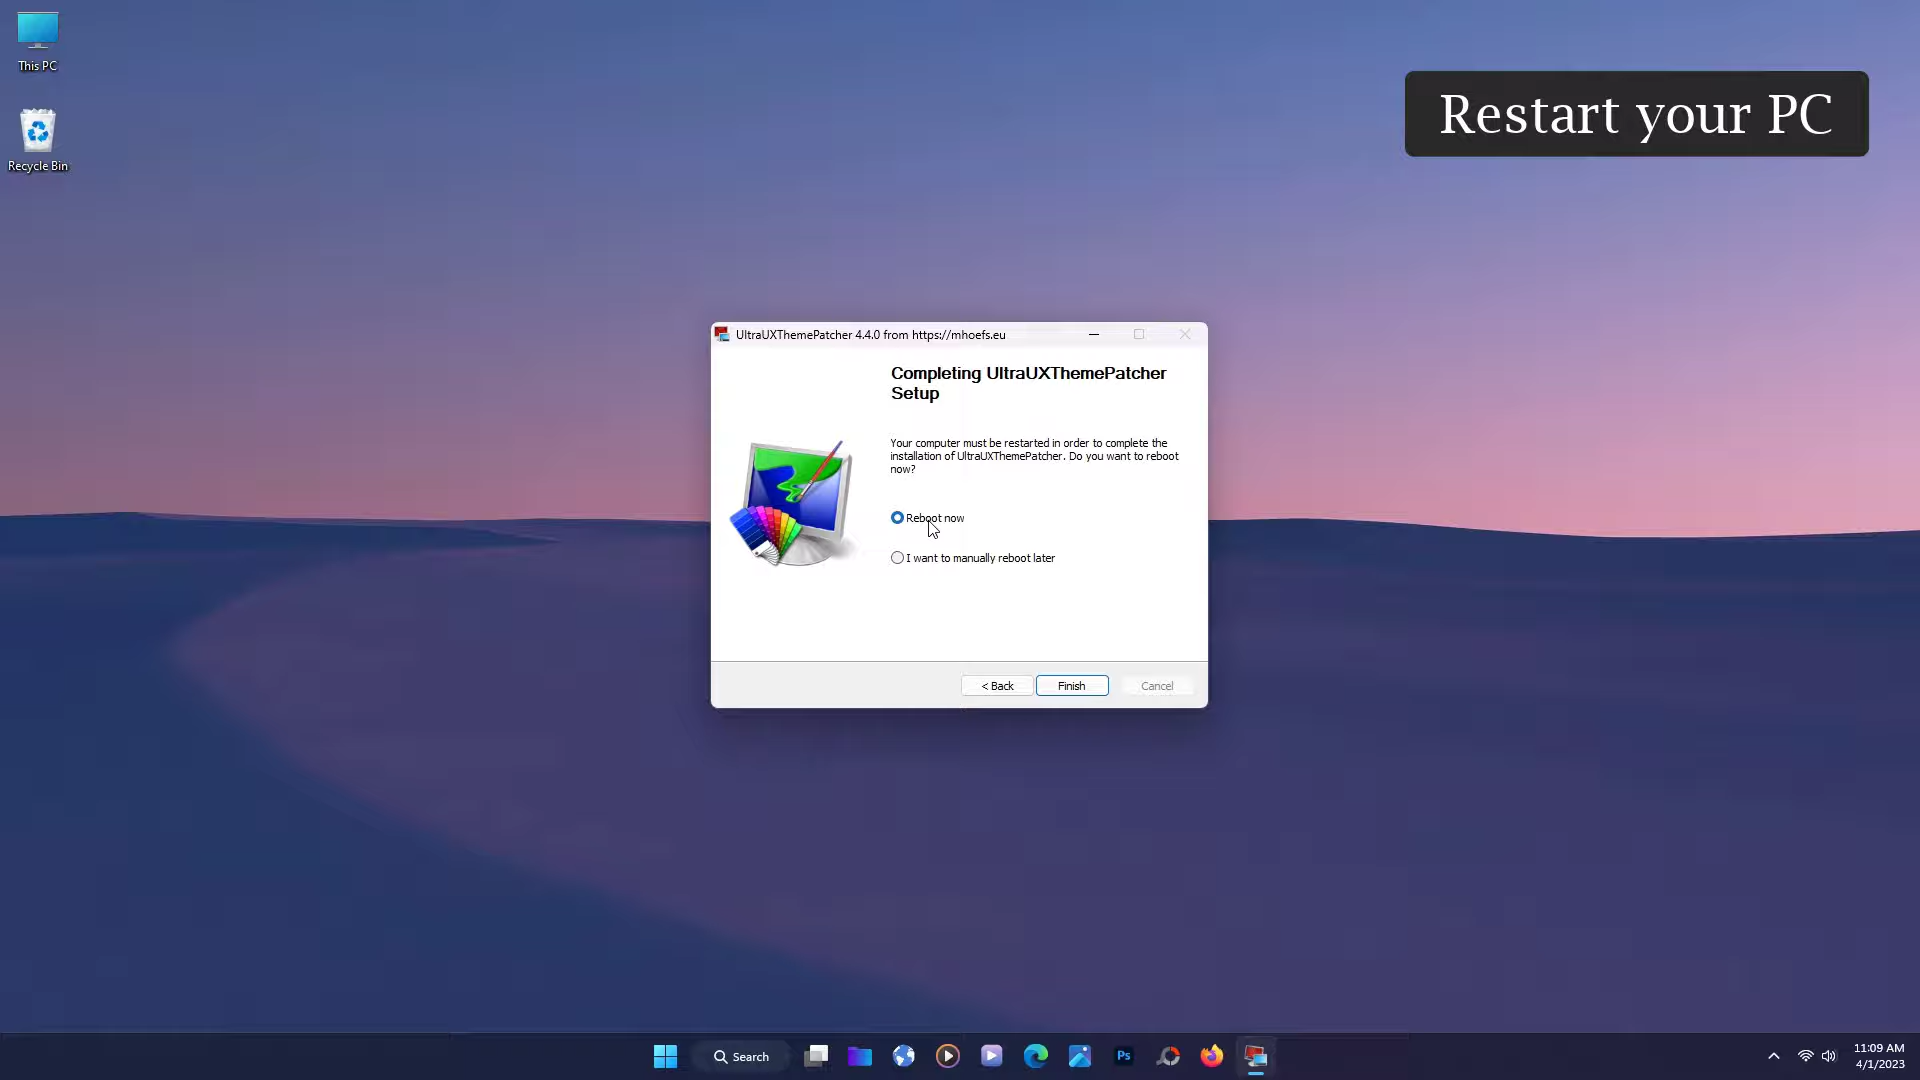 This PC
Recycle Bin
Restart your PC
UltraUXThemePatcher 4.4.0 from https://mhoefs.eu
Completing UltraUXThemePatcher
Setup
Your computer must be restarted in order to complete the
installation of UltraUXThemePatcher. Do you want to reboot
now?
Reboot now
I want to manually reboot later
< Back
Finish
Cancel
Search
Ps
11:09 AM
4/1/2023